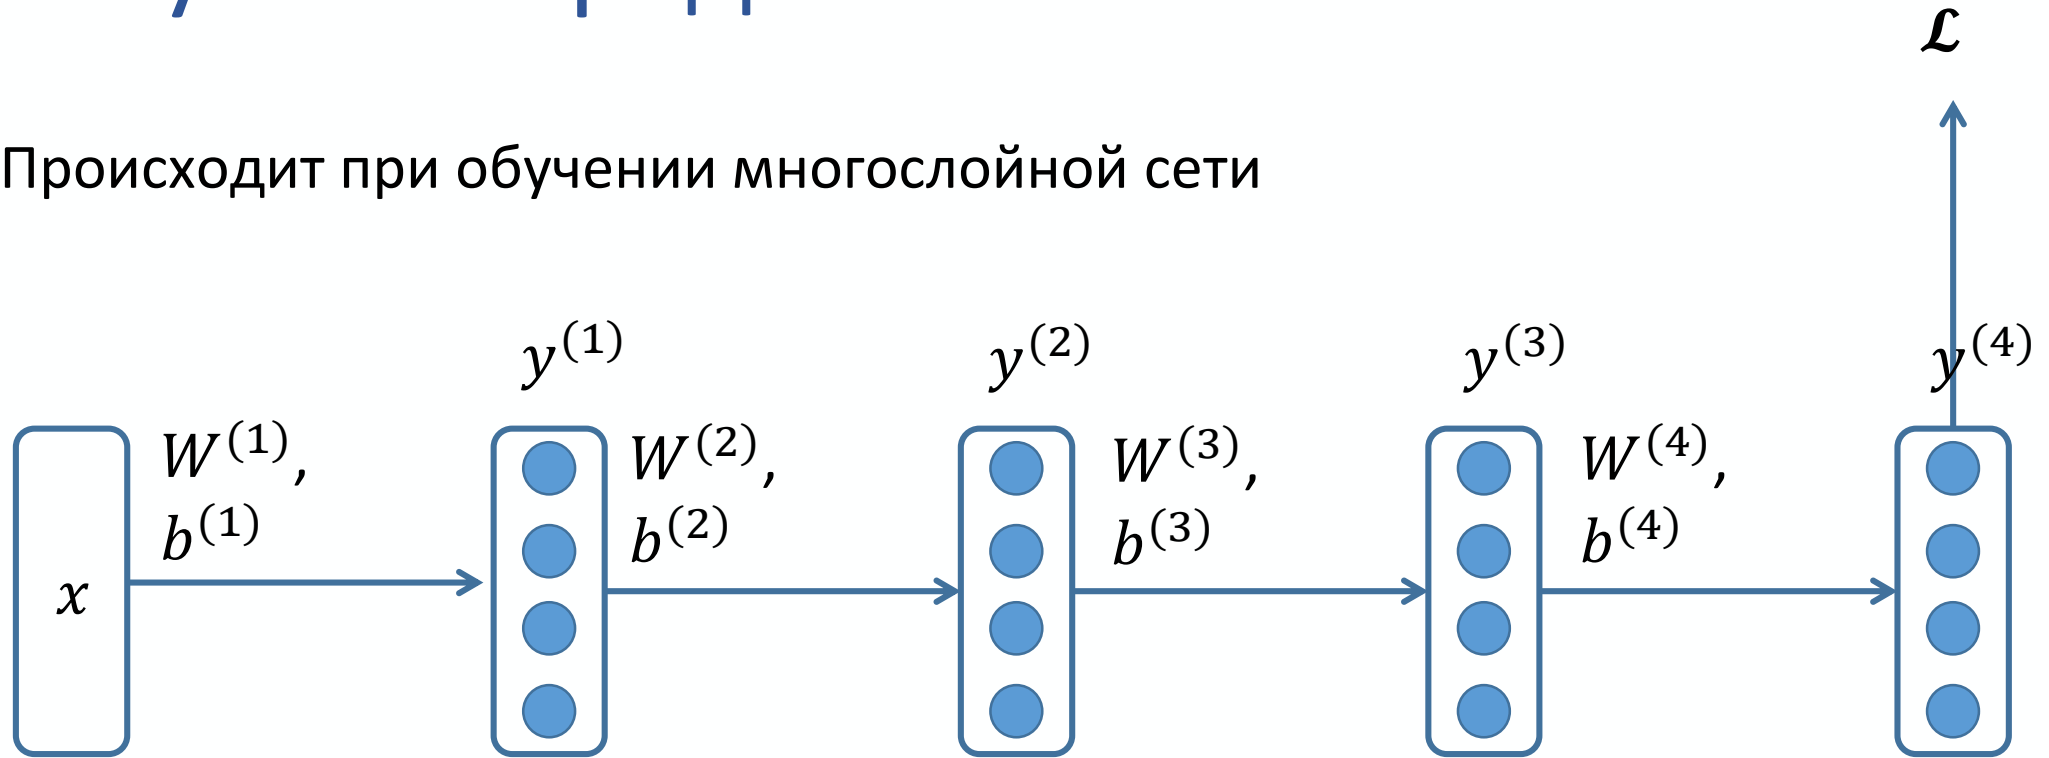 ℒ
Происходит при обучении многослойной сети
y⁽¹⁾ y⁽²⁾ y⁽³⁾ y⁽⁴⁾
W⁽¹⁾, W⁽²⁾, W⁽³⁾, W⁽⁴⁾,
b⁽¹⁾ b⁽²⁾ b⁽³⁾ b⁽⁴⁾
x